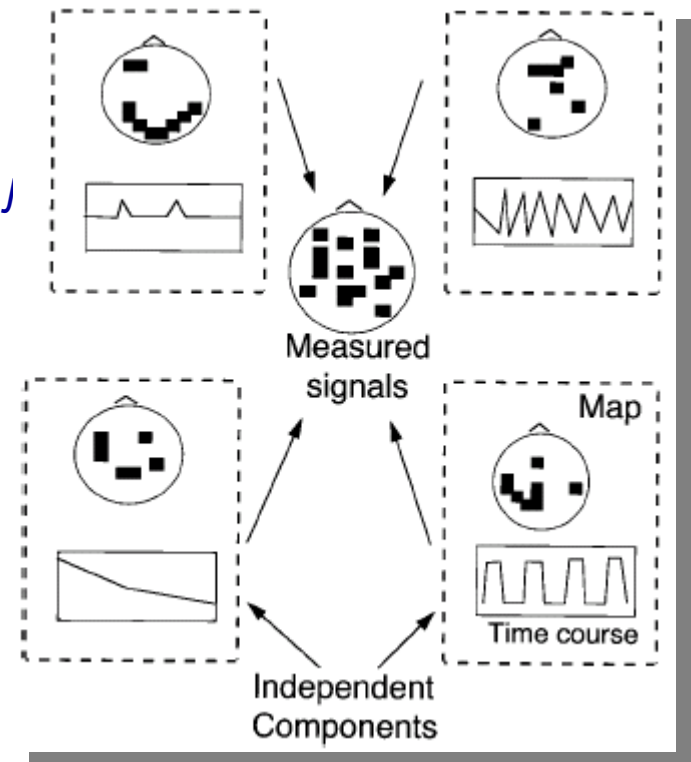 Measured
signals
Map
Time course
Independent
Components